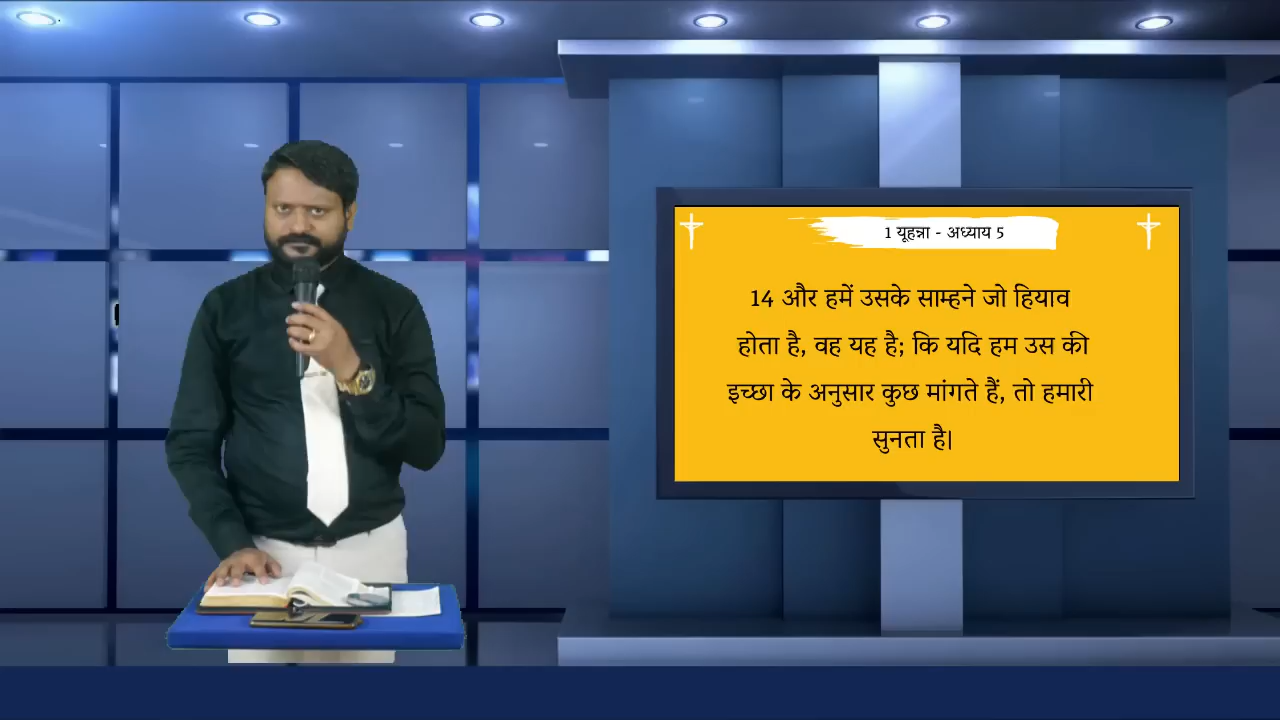 1 यूहन्ना - अध्याय 5
14 और हमें उसके साम्हने जो हियाव
होता है, वह यह है; कि यदि हम उस की
इच्छा के अनुसार कुछ मांगते हैं, तो हमारी
सुनता है।